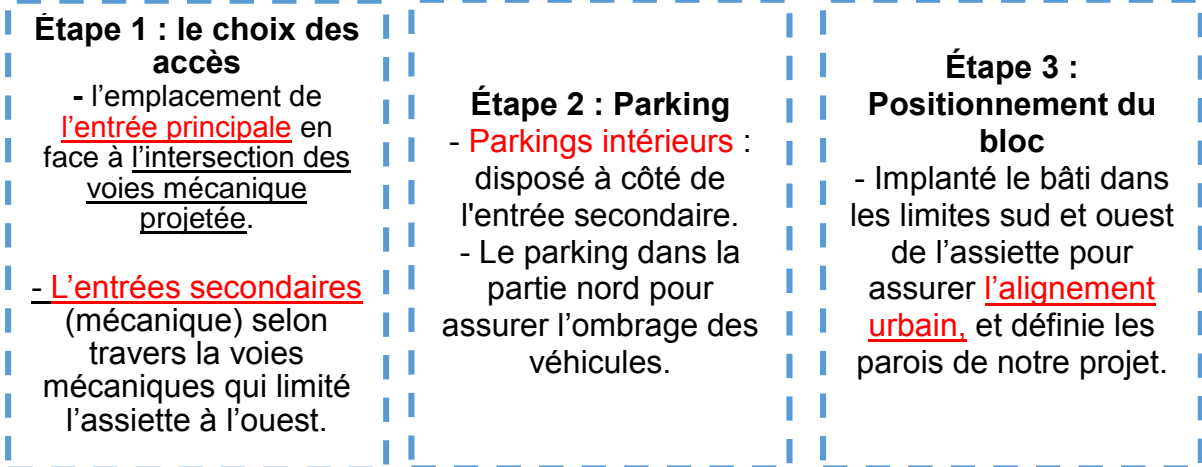 Étape 1 : le choix des
accès
- l’emplacement de
l’entrée principale en
face à l’intersection des
voies mécanique
projetée.
- L’entrées secondaires
(mécanique) selon
travers la voies
mécaniques qui limité
l’assiette à l’ouest.
Étape 2 : Parking
- Parkings intérieurs :
disposé à côté de
l'entrée secondaire.
- Le parking dans la
partie nord pour
assurer l’ombrage des
véhicules.
Étape 3 :
Positionnement du
bloc
- Implanté le bâti dans
les limites sud et ouest
de l’assiette pour
assurer l’alignement
urbain, et définie les
parois de notre projet.